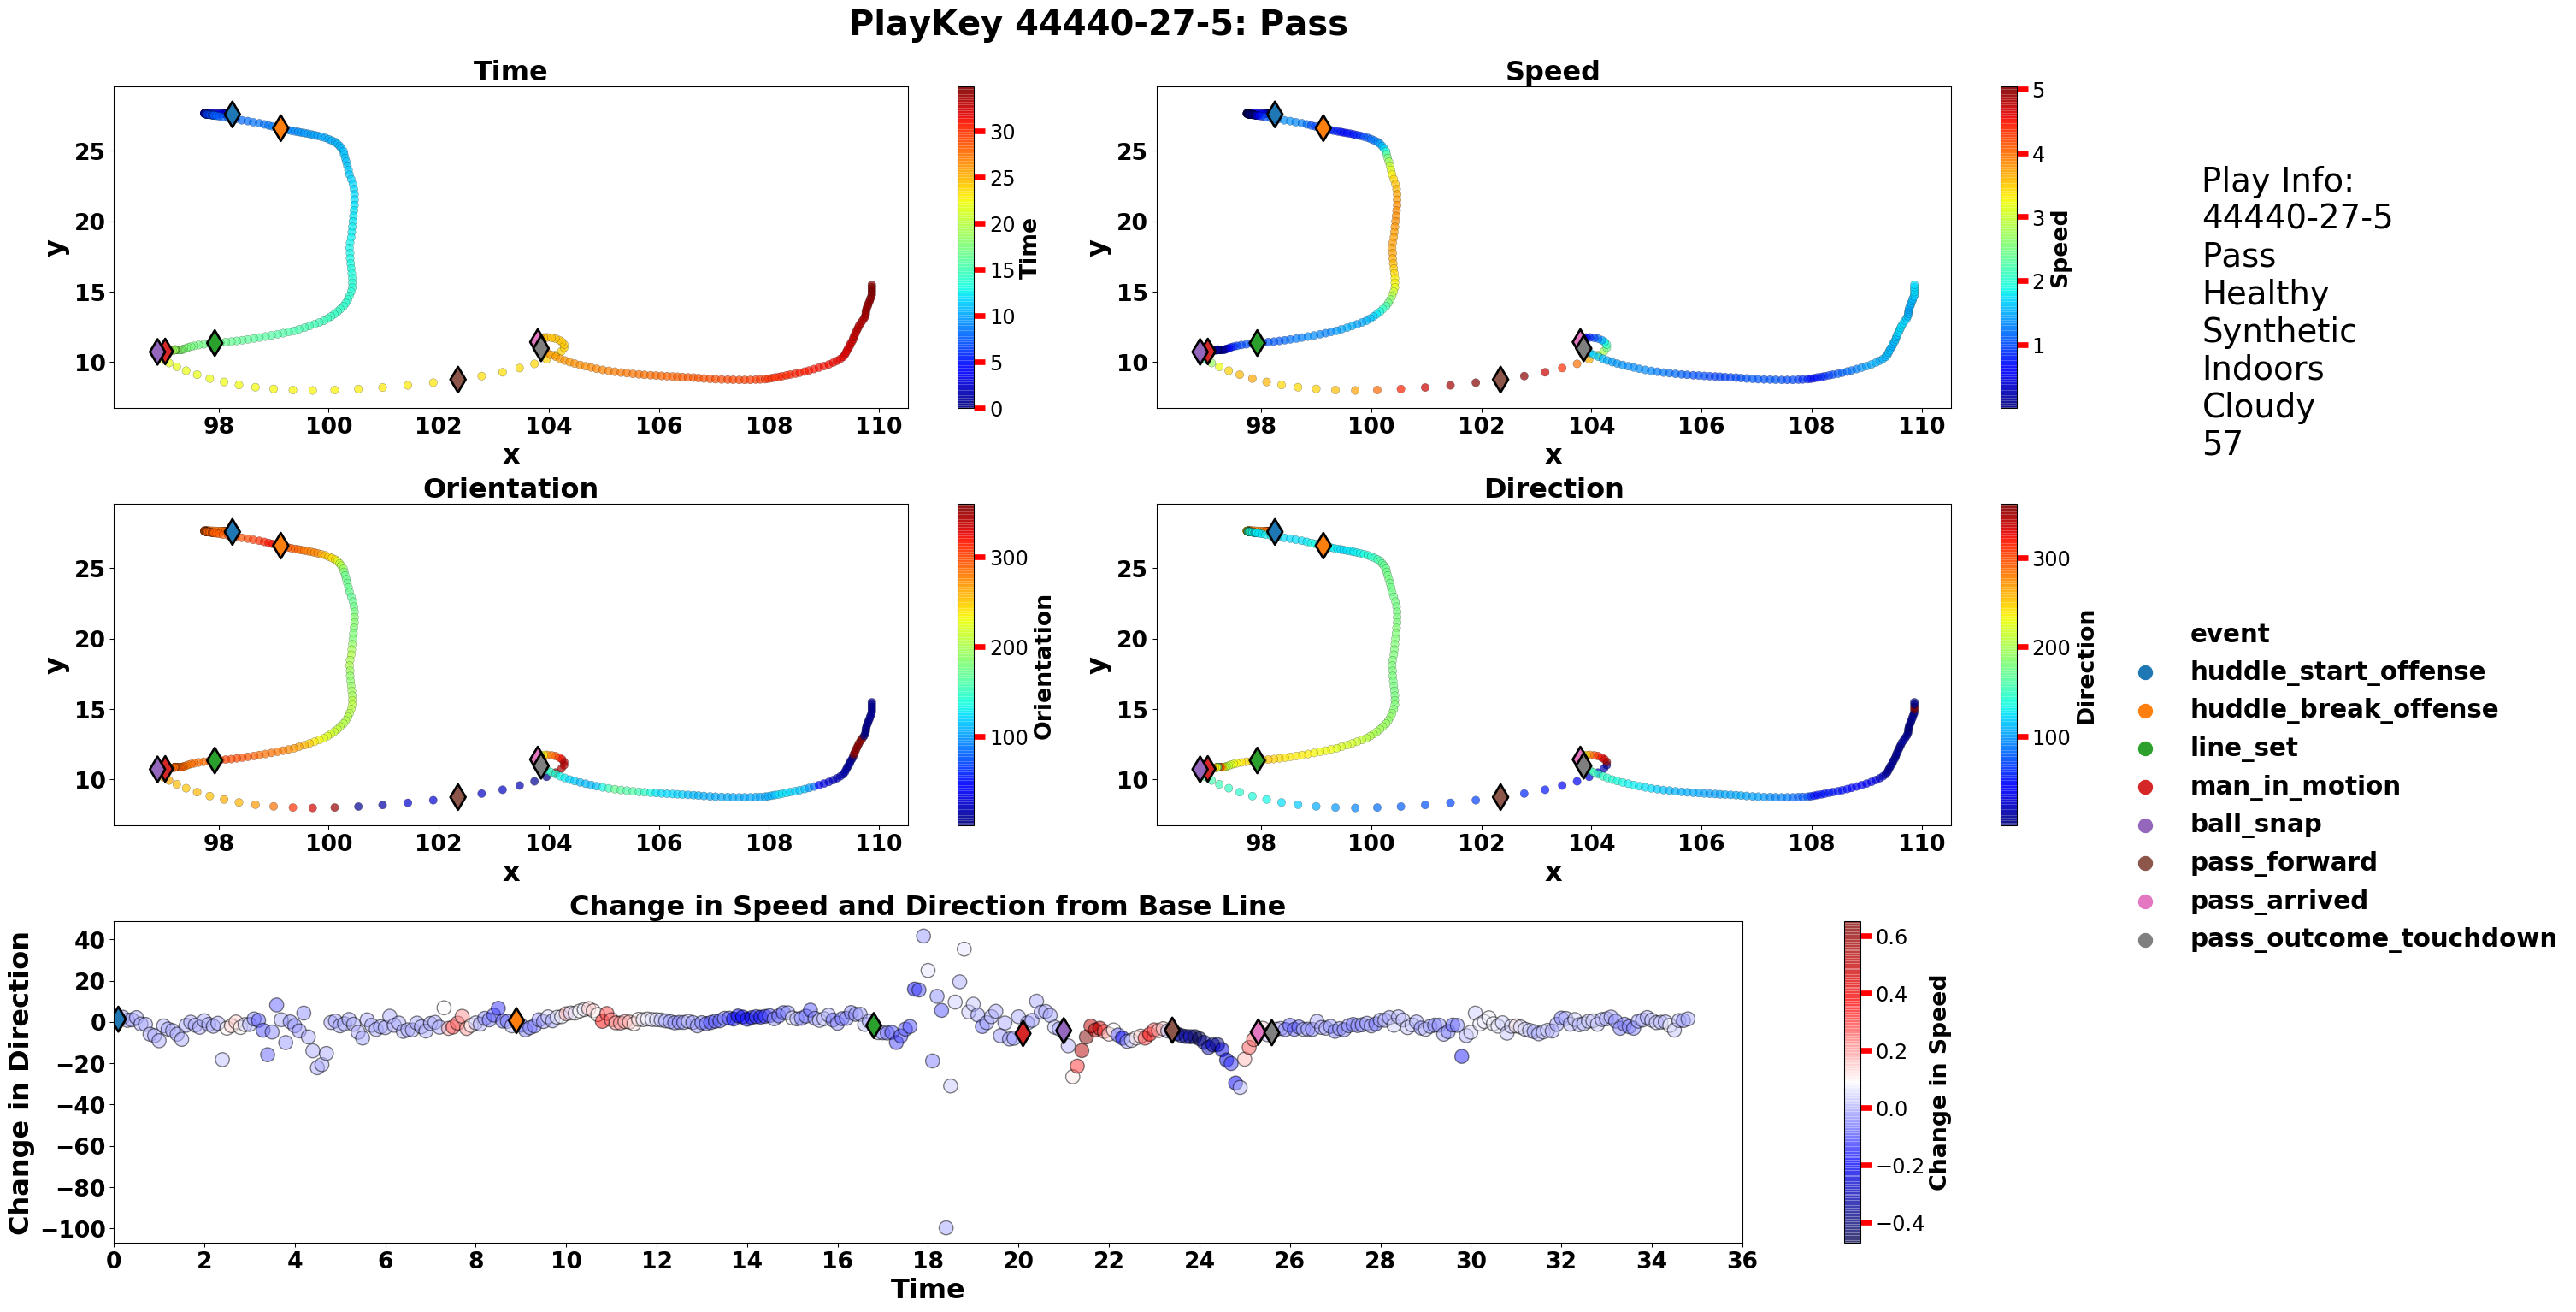 PlayKey 44440-27-5: Pass
Time
25
20
15
10
y
98 100 102 104 106 108 110
x
30
25
20
15
10
5
0
Time
Speed
25
20
15
10
y
98 100 102 104 106 108 110
x
5
4
3
2
1
Speed
Play Info:
44440-27-5
Pass
Healthy
Synthetic
Indoors
Cloudy
57
Orientation
25
20
15
10
y
98 100 102 104 106 108 110
x
300
200
100
Orientation
Direction
25
20
15
10
y
98 100 102 104 106 108 110
x
300
200
100
Direction
event
huddle_start_offense
huddle_break_offense
line_set
man_in_motion
ball_snap
pass_forward
pass_arrived
pass_outcome_touchdown
Change in Speed and Direction from Base Line
Change in Direction
40
20
0
−20
−40
−60
−80
−100
0 2 4 6 8 10 12 14 16 18 20 22 24 26 28 30 32 34 36
Time
0.6
0.4
0.2
0.0
−0.2
−0.4
Change in Speed